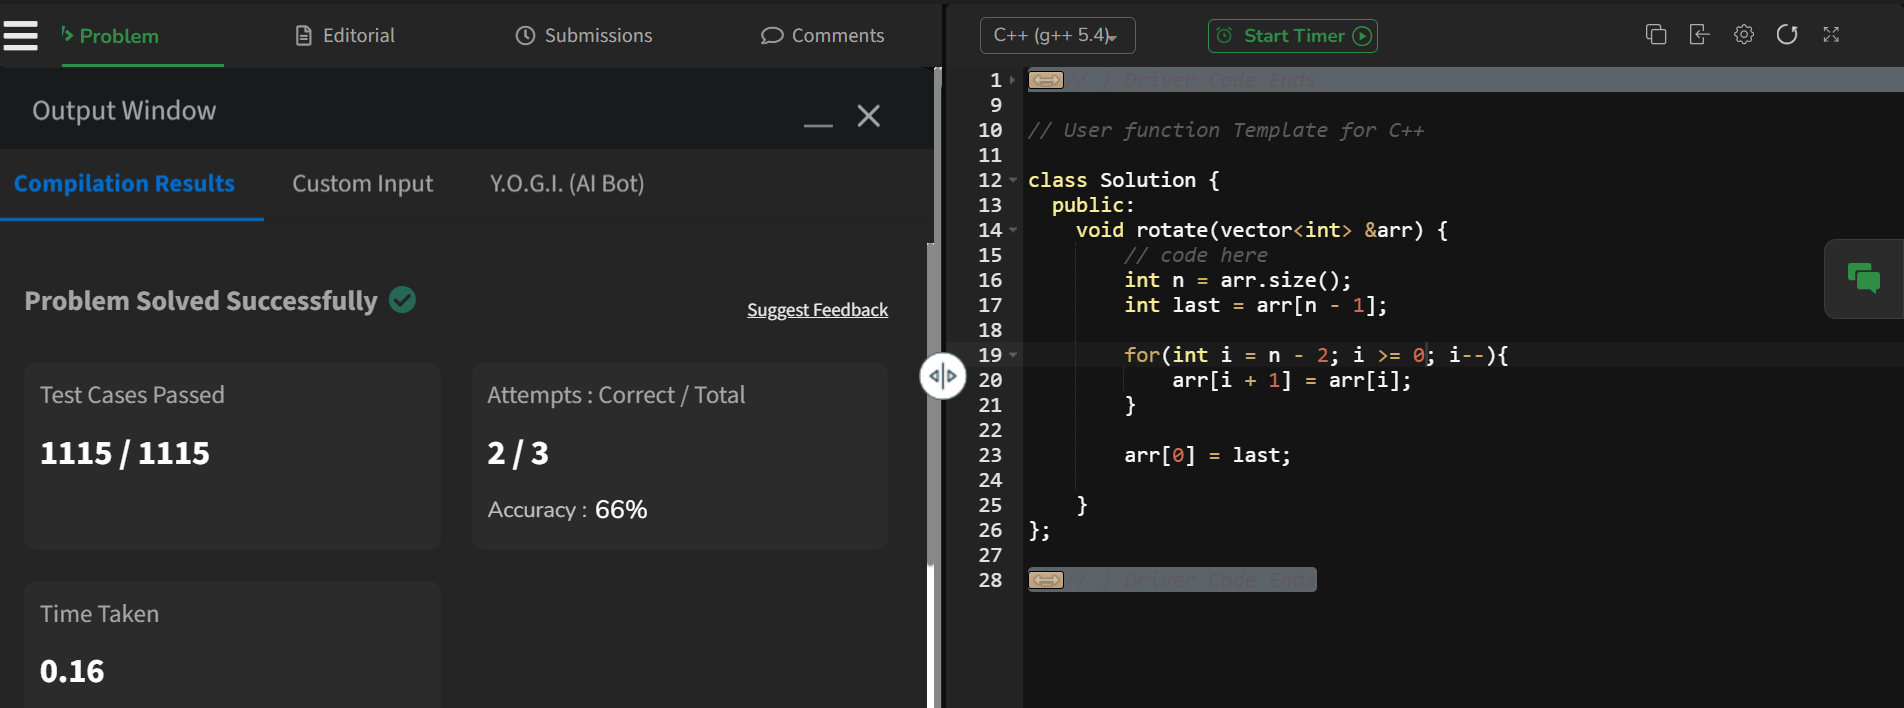 Problem
Editorial
Submissions
Comments
C++ (g++ 5.4)
Start Timer
Output Window
Compilation Results
Custom Input
Y.O.G.I. (AI Bot)
Problem Solved Successfully
Suggest Feedback
Test Cases Passed
1115 / 1115
Attempts : Correct / Total
2 / 3
Accuracy : 66%
Time Taken
0.16
1 // } Driver Code Ends
9
10 // User function Template for C++
11
12 class Solution {
13 public:
14 void rotate(vector<int> &arr) {
15 // code here
16 int n = arr.size();
17 int last = arr[n - 1];
18
19 for(int i = n - 2; i >= 0; i--){
20 arr[i + 1] = arr[i];
21 }
22
23 arr[0] = last;
24
25 }
26 };
27
28 // } Driver Code Ends